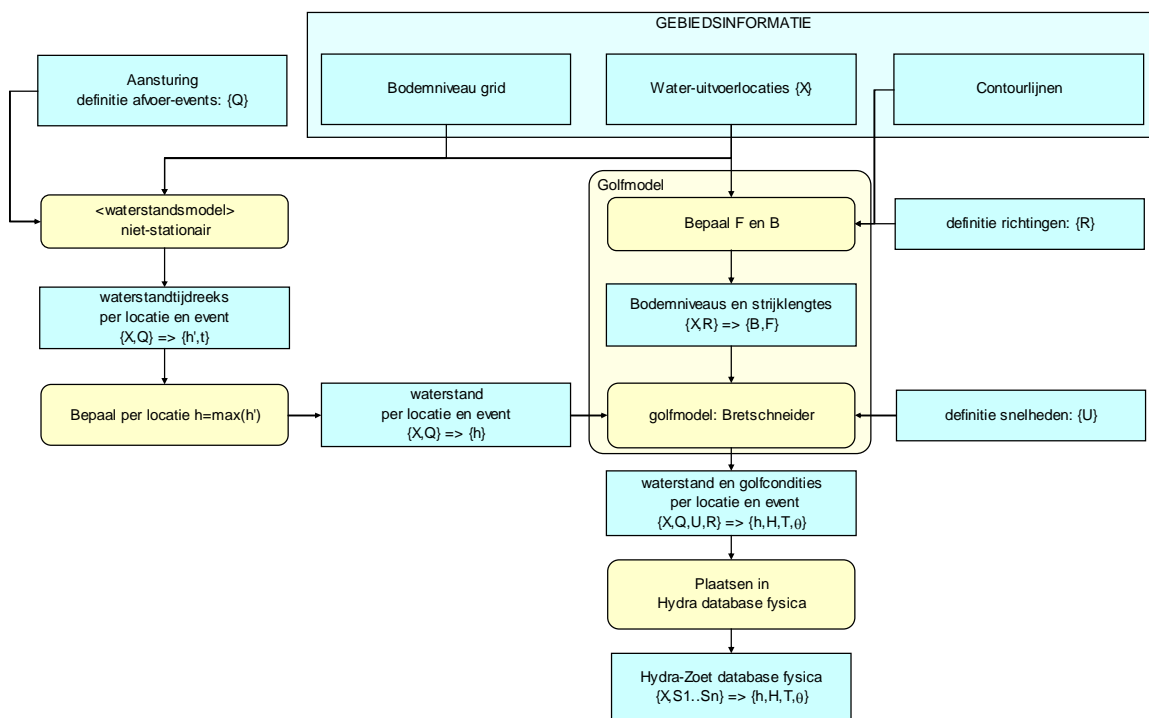 GEBIEDSINFORMATIE
Aansturing
definitie afvoer-events: {Q}
Bodemniveau grid
Water-uitvoerlocaties {X}
Contourlijnen
Golfmodel
<waterstandsmodel>
niet-stationair
Bepaal F en B
definitie richtingen: {R}
waterstandtijdreeks
per locatie en event
{X,Q} => {h',t}
Bodemniveaus en strijklengtes
{X,R} => {B,F}
Bepaal per locatie h=max(h')
waterstand
per locatie en event
{X,Q} => {h}
golfmodel: Bretschneider
definitie snelheden: {U}
waterstand en golfcondities
per locatie en event
{X,Q,U,R} => {h,H,T,θ}
Plaatsen in
Hydra database fysica
Hydra-Zoet database fysica
{X,S1..Sn} => {h,H,T,θ}